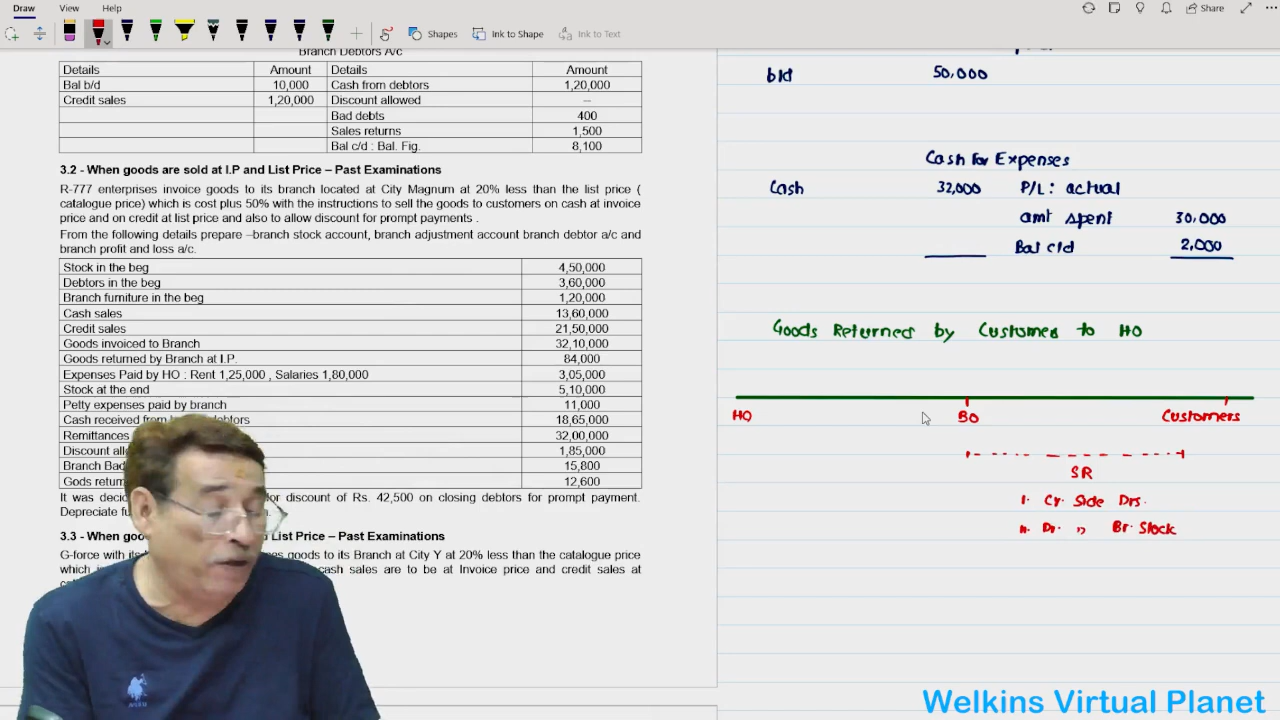 Draw View Help
Shapes Ink to Shape Ink to Text Share
Branch Debtors A/c
Details Amount Details Amount
Bal b/d 10,000 Cash from debtors 1,20,000
Credit sales 1,20,000 Discount allowed --
Bad debts 400
Sales returns 1,500
Bal c/d : Bal. Fig. 8,100
3.2 - When goods are sold at I.P and List Price – Past Examinations
R-777 enterprises invoice goods to its branch located at City Magnum at 20% less than the list price (
catalogue price) which is cost plus 50% with the instructions to sell the goods to customers on cash at invoice
price and on credit at list price and also to allow discount for prompt payments .
From the following details prepare –branch stock account, branch adjustment account branch debtor a/c and
branch profit and loss a/c.
Stock in the beg 4,50,000
Debtors in the beg 3,60,000
Branch furniture in the beg 1,20,000
Cash sales 13,60,000
Credit sales 21,50,000
Goods invoiced to Branch 32,10,000
Goods returned by Branch at I.P. 84,000
Expenses Paid by HO : Rent 1,25,000 , Salaries 1,80,000 3,05,000
Stock at the end 5,10,000
Petty expenses paid by branch 11,000
Cash received from debtors 18,65,000
Remittances 32,00,000
Discount 1,85,000
Branch Bad 15,800
Gods 12,600
It was discount of Rs. 42,500 on closing debtors for prompt payment.
Depreciate
3.3 – When List Price - Past Examinations
G-force with goods to its Branch at City Y at 20% less than the catalogue price
which cash sales are to be at Invoice price and credit sales at
b/d 50,000
Cash for Expenses
Cash 32,000 P/L: actual
amt spent 30,000
Bal c/d 2,000
Goods Returned by Customer to HO
HO BO Customers
SR
I. Cr. Side Drs.
II. Dr. ,, Br. Stock
Welkins Virtual Planet